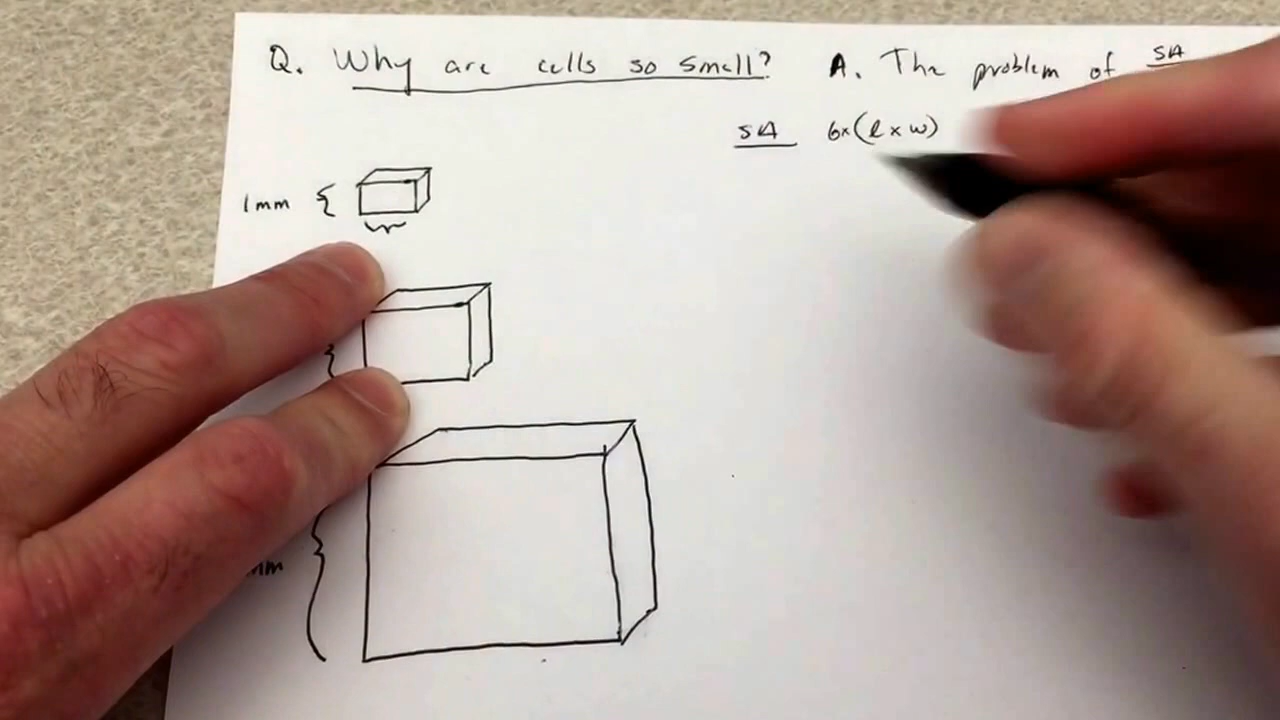 Q. Why are cells so small? A. The problem of SA
SA 6x(l x w)
1mm